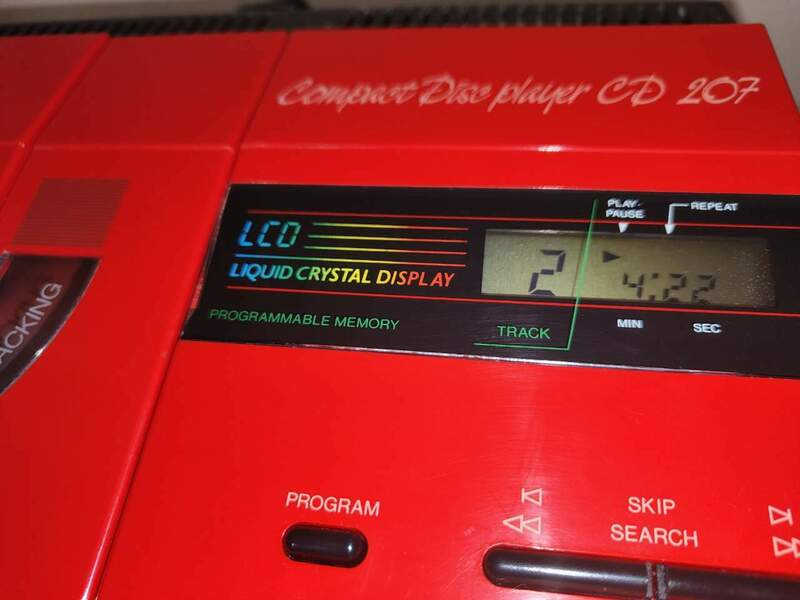 Compact Disc player CD 207
PLAY-
PAUSE
REPEAT
LCD
LIQUID CRYSTAL DISPLAY
2 4:22
PROGRAMMABLE MEMORY
TRACK
MIN SEC
ACKING
PROGRAM
SKIP
SEARCH